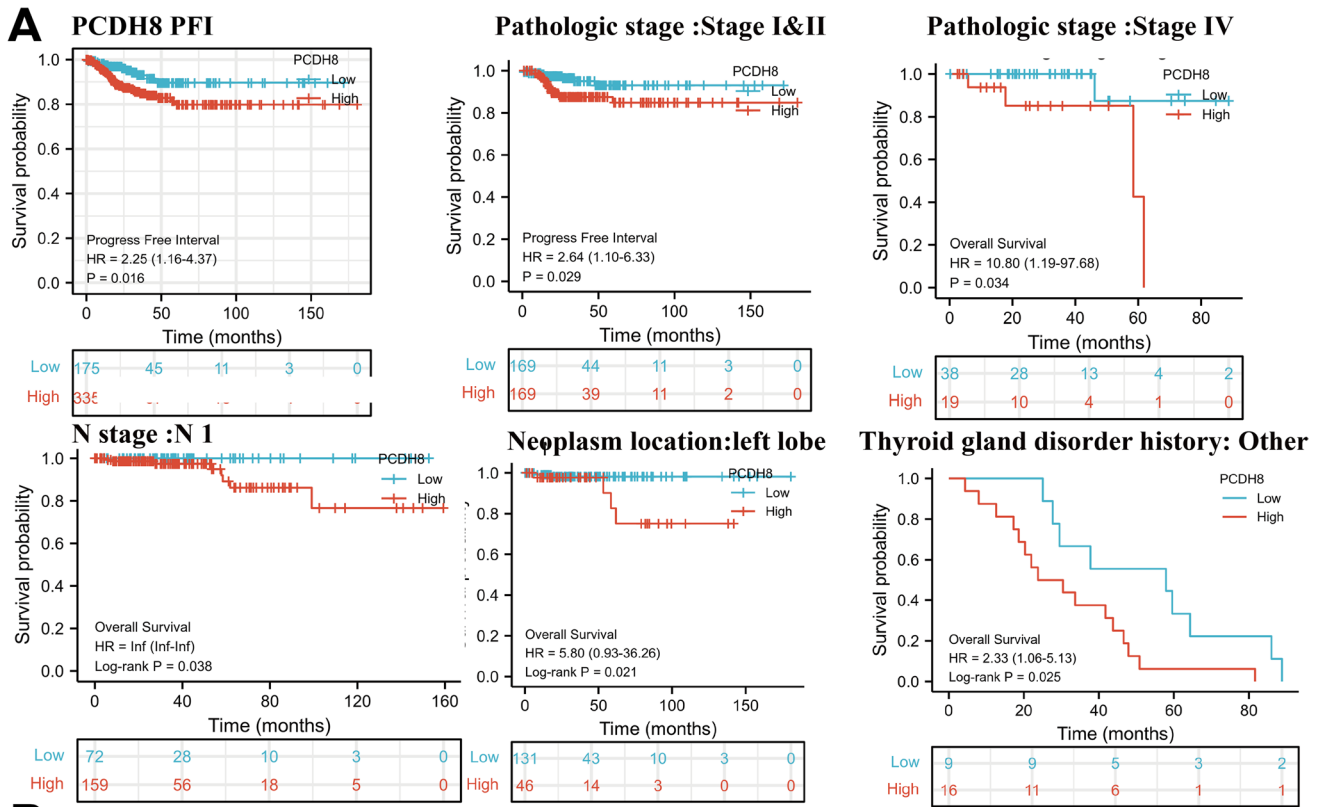 A
PCDH8 PFI
PCDH8
Low
High
Survival probability
1.0
0.8
0.6
0.4
0.2
0.0
Progress Free Interval
HR = 2.25 (1.16-4.37)
P = 0.016
0 50 100 150
Time (months)
Low 175 45 11 3 0
High 335
Pathologic stage :Stage I&II
PCDH8
Low
High
Survival probability
1.0
0.8
0.6
0.4
0.2
0.0
Progress Free Interval
HR = 2.64 (1.10-6.33)
P = 0.029
0 50 100 150
Time (months)
Low 169 44 11 3 0
High 169 39 11 2 0
Pathologic stage :Stage IV
PCDH8
Low
High
Survival probability
1.0
0.8
0.6
0.4
0.2
0.0
Overall Survival
HR = 10.80 (1.19-97.68)
P = 0.034
0 20 40 60 80
Time (months)
Low 38 28 13 4 2
High 19 10 4 1 0
N stage :N 1
PCDH8
Low
High
Survival probability
1.0
0.8
0.6
0.4
0.2
0.0
Overall Survival
HR = Inf (Inf-Inf)
Log-rank P = 0.038
0 40 80 120 160
Time (months)
Low 72 28 10 3 0
High 159 56 18 5 0
Neoplasm location:left lobe
PCDH8
Low
High
1.0
0.8
0.6
0.4
0.2
0.0
Overall Survival
HR = 5.80 (0.93-36.26)
Log-rank P = 0.021
0 50 100 150
Time (months)
Low 131 43 10 3 0
High 46 14 3 0 0
Thyroid gland disorder history: Other
PCDH8
Low
High
Survival probability
1.0
0.8
0.6
0.4
0.2
0.0
Overall Survival
HR = 2.33 (1.06-5.13)
Log-rank P = 0.025
0 20 40 60 80
Time (months)
Low 9 9 5 3 2
High 16 11 6 1 1